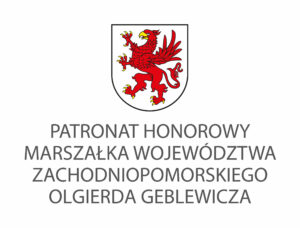 PATRONAT HONOROWY
MARSZAŁKA WOJEWÓDZTWA
ZACHODNIOPOMORSKIEGO
OLGIERDA GEBLEWICZA